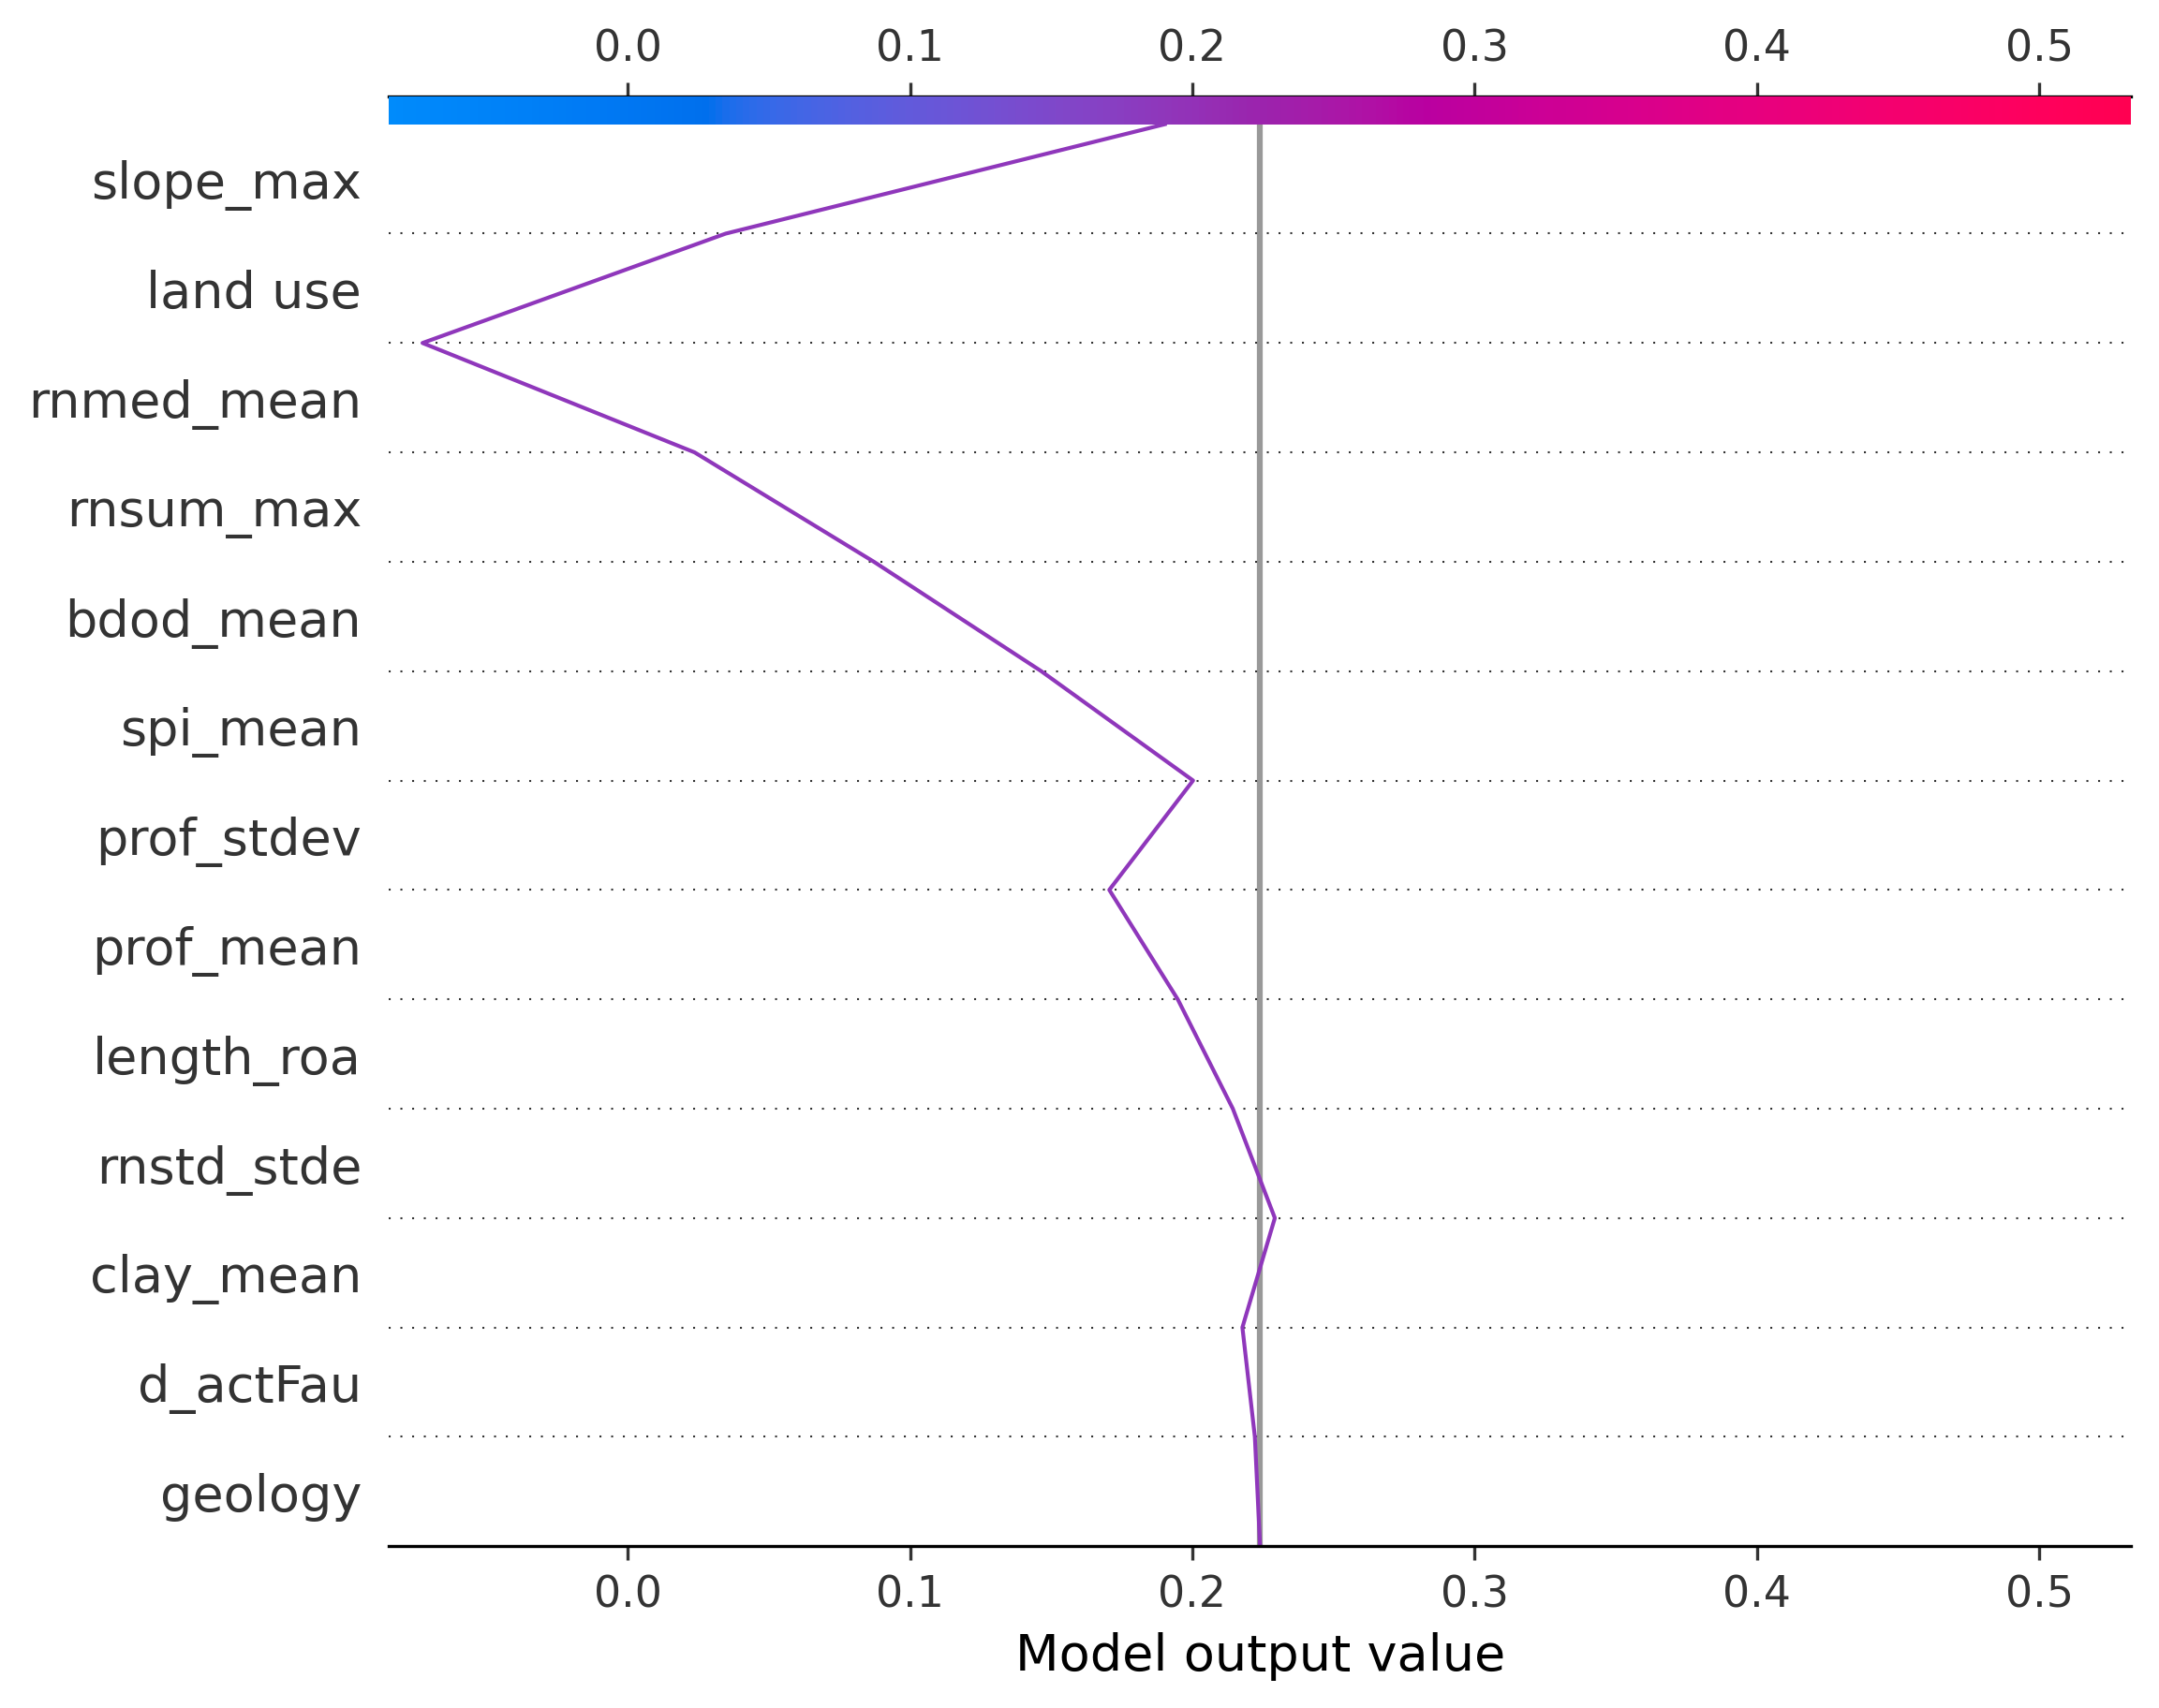 0.0 0.1 0.2 0.3 0.4 0.5
slope_max
land use
rnmed_mean
rnsum_max
bdod_mean
spi_mean
prof_stdev
prof_mean
length_roa
rnstd_stde
clay_mean
d_actFau
geology
0.0 0.1 0.2 0.3 0.4 0.5
Model output value